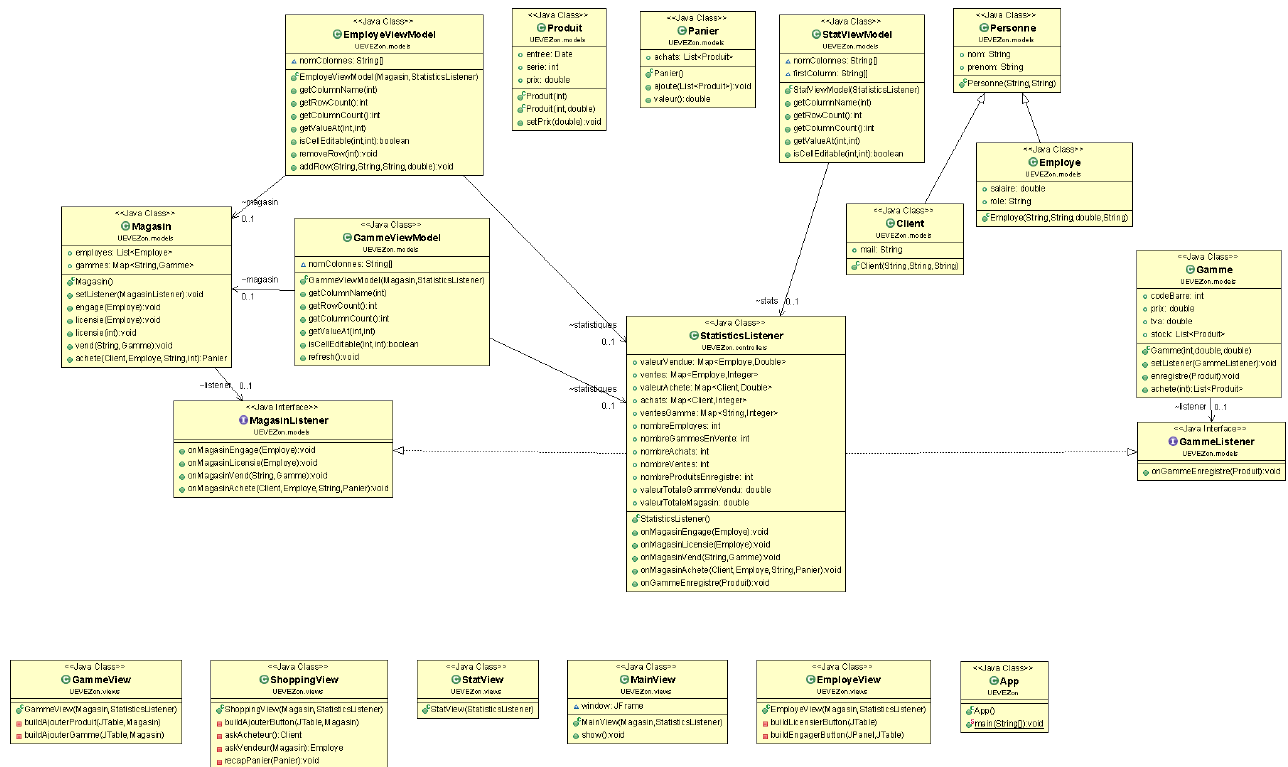 <<Java Class>>
EmployeViewModel
UEVEZon.models
nomColonnes: String[]
EmployeViewModel(Magasin,StatisticsListener)
getColumnName(int)
getRowCount():int
getColumnCount():int
getValueAt(int,int)
isCellEditable(int,int):boolean
removeRow(int):void
addRow(String,String,String,double):void
<<Java Class>>
Produit
UEVEZon.models
entree: Date
serie: int
prix: double
Produit(int)
Produit(int,double)
setPrix(double):void
<<Java Class>>
Panier
UEVEZon.models
achats: List<Produit>
Panier()
ajoute(List<Produit>):void
valeur():double
<<Java Class>>
StatViewModel
UEVEZon.models
nomColonnes: String[]
firstColumn: String[]
StatViewModel(StatisticsListener)
getColumnName(int)
getRowCount():int
getColumnCount():int
getValueAt(int,int)
isCellEditable(int,int):boolean
<<Java Class>>
Personne
UEVEZon.models
nom: String
prenom: String
Personne(String,String)
<<Java Class>>
Employe
UEVEZon.models
salaire: double
role: String
Employe(String,String,double,String)
<<Java Class>>
Client
UEVEZon.models
mail: String
Client(String,String,String)
~magasin
0..1
<<Java Class>>
Magasin
UEVEZon.models
employes: List<Employe>
gammes: Map<String,Gamme>
Magasin()
setListener(MagasinListener):void
engage(Employe):void
licensie(Employe):void
licensie(int):void
vend(String,Gamme):void
achete(Client,Employe,String,int):Panier
<<Java Class>>
GammeViewModel
UEVEZon.models
nomColonnes: String[]
GammeViewModel(Magasin,StatisticsListener)
getColumnName(int)
getRowCount():int
getColumnCount():int
getValueAt(int,int)
isCellEditable(int,int):boolean
refresh():void
~magasin
0..1
<<Java Class>>
Gamme
UEVEZon.models
codeBarre: int
prix: double
tva: double
stock: List<Produit>
Gamme(int,double,double)
setListener(GammeListener):void
enregistre(Produit):void
achete(int):List<Produit>
~stats 0..1
~statistiques
0..1
~statistiques
0..1
<<Java Class>>
StatisticsListener
UEVEZon.controllers
valeurVendue: Map<Employe,Double>
ventes: Map<Employe,Integer>
valeurAchete: Map<Client,Double>
achats: Map<Client,Integer>
ventesGamme: Map<String,Integer>
nombreEmployes: int
nombreGammesEnVente: int
nombreAchats: int
nombreVentes: int
nombreProduitsEnregistre: int
valeurTotaleGammeVendu: double
valeurTotaleMagasin: double
StatisticsListener()
onMagasinEngage(Employe):void
onMagasinLicensie(Employe):void
onMagasinVend(String,Gamme):void
onMagasinAchete(Client,Employe,String,Panier):void
onGammeEnregistre(Produit):void
~listener 0..1
<<Java Interface>>
MagasinListener
UEVEZon.models
onMagasinEngage(Employe):void
onMagasinLicensie(Employe):void
onMagasinVend(String,Gamme):void
onMagasinAchete(Client,Employe,String,Panier):void
~listener 0..1
<<Java Interface>>
GammeListener
UEVEZon.models
onGammeEnregistre(Produit):void
<<Java Class>>
GammeView
UEVEZon.views
GammeView(Magasin,StatisticsListener)
buildAjouterProduit(JTable,Magasin)
buildAjouterGamme(JTable,Magasin)
<<Java Class>>
ShoppingView
UEVEZon.views
ShoppingView(Magasin,StatisticsListener)
buildAjouterButton(JTable,Magasin)
askAcheteur():Client
askVendeur(Magasin):Employe
recapPanier(Panier):void
<<Java Class>>
StatView
UEVEZon.views
StatView(StatisticsListener)
<<Java Class>>
MainView
UEVEZon.views
window: JFrame
MainView(Magasin,StatisticsListener)
show():void
<<Java Class>>
EmployeView
UEVEZon.views
EmployeView(Magasin,StatisticsListener)
buildLicensierButton(JTable)
buildEngagerButton(JPanel,JTable)
<<Java Class>>
App
UEVEZon
App()
main(String[]):void